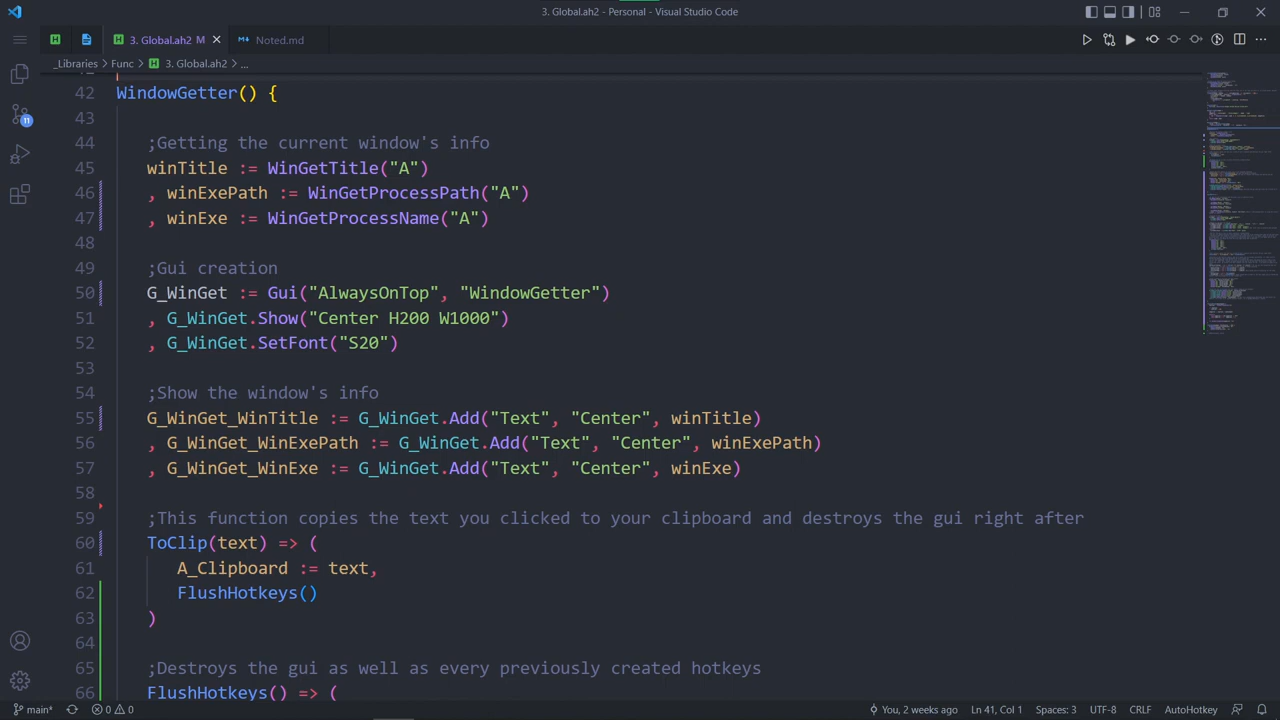 3. Global.ah2 - Personal - Visual Studio Code
3. Global.ah2 M
Noted.md
_Libraries > Func > 3. Global.ah2 > ...
42 WindowGetter() {
43
44 ;Getting the current window's info
45 winTitle := WinGetTitle("A")
46 , winExePath := WinGetProcessPath("A")
47 , winExe := WinGetProcessName("A")
48
49 ;Gui creation
50 G_WinGet := Gui("AlwaysOnTop", "WindowGetter")
51 , G_WinGet.Show("Center H200 W1000")
52 , G_WinGet.SetFont("S20")
53
54 ;Show the window's info
55 G_WinGet_WinTitle := G_WinGet.Add("Text", "Center", winTitle)
56 , G_WinGet_WinExePath := G_WinGet.Add("Text", "Center", winExePath)
57 , G_WinGet_WinExe := G_WinGet.Add("Text", "Center", winExe)
58
59 ;This function copies the text you clicked to your clipboard and destroys the gui right after
60 ToClip(text) => (
61 A_Clipboard := text,
62 FlushHotkeys()
63 )
64
65 ;Destroys the gui as well as every previously created hotkeys
66 FlushHotkeys() => (
11
main*
0 0
You, 2 weeks ago
Ln 41, Col 1
Spaces: 3
UTF-8
CRLF
AutoHotkey